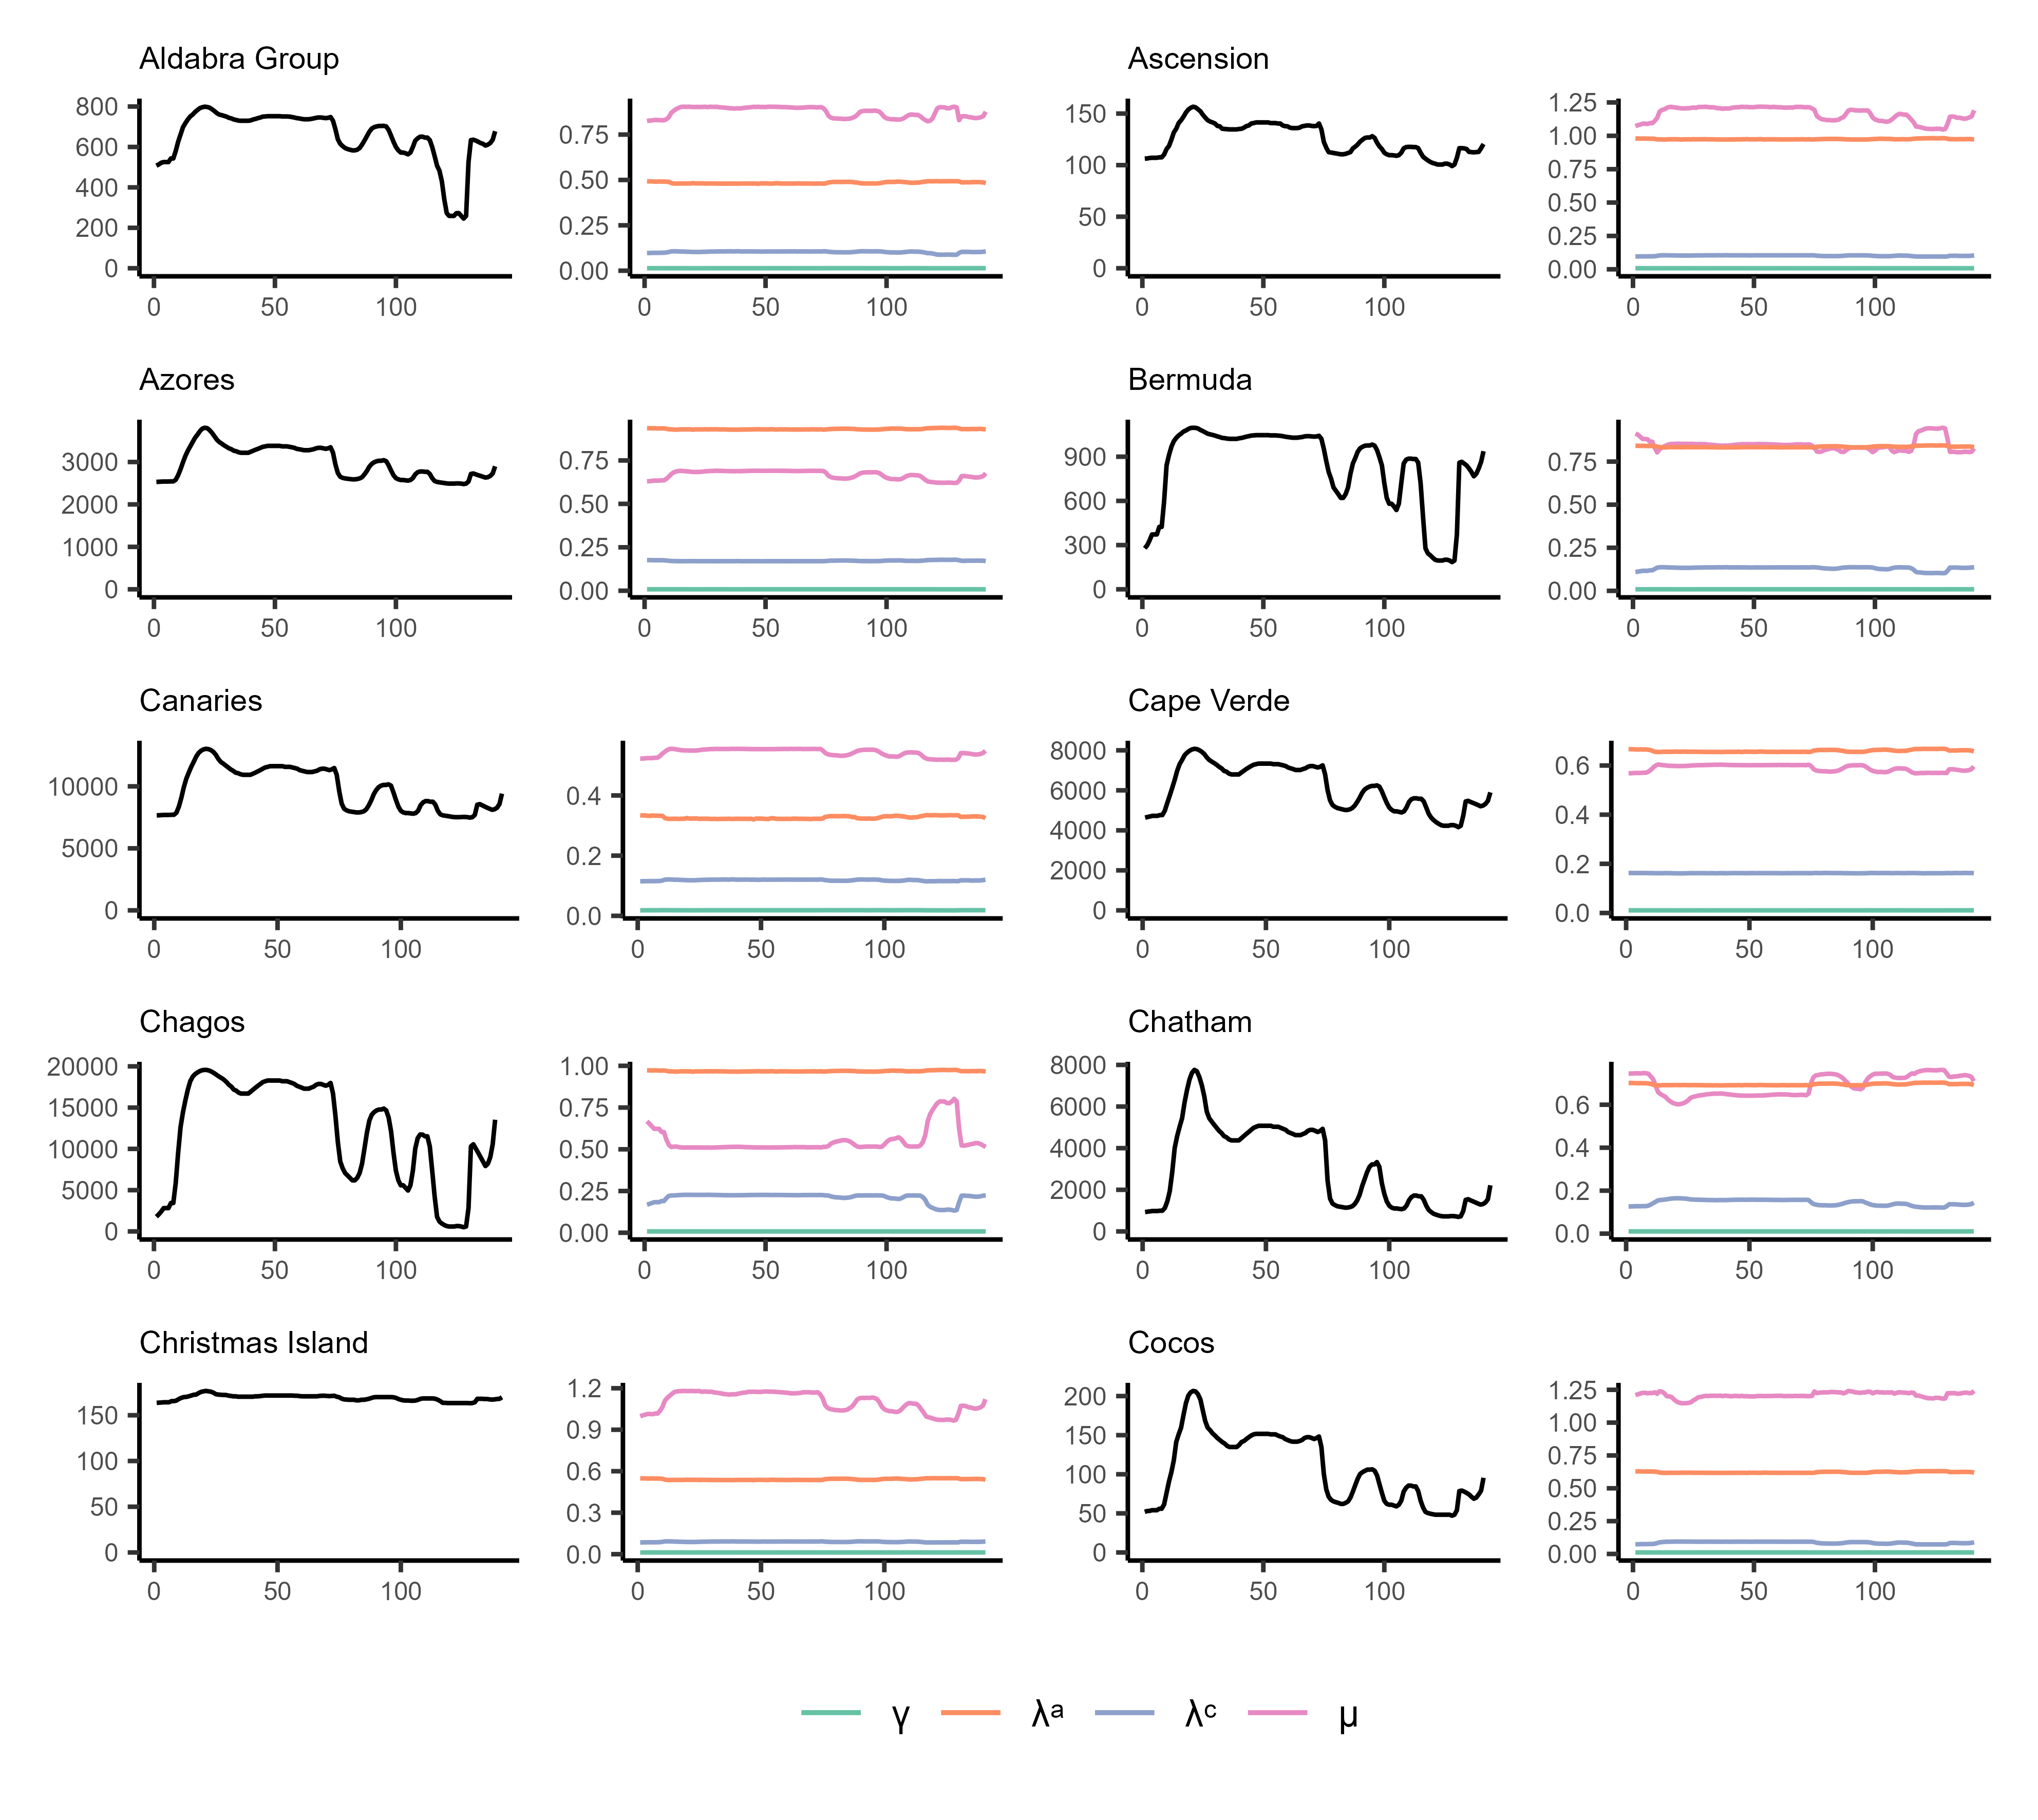 Aldabra Group
Ascension
800
600
400
200
0
0 50 100
0.75
0.50
0.25
0.00
0 50 100
150
100
50
0
0 50 100
1.25
1.00
0.75
0.50
0.25
0.00
0 50 100
Azores
Bermuda
3000
2000
1000
0
0 50 100
0.75
0.50
0.25
0.00
0 50 100
900
600
300
0
0 50 100
0.75
0.50
0.25
0.00
0 50 100
Canaries
Cape Verde
10000
5000
0
0 50 100
0.4
0.2
0.0
0 50 100
8000
6000
4000
2000
0
0 50 100
0.6
0.4
0.2
0.0
0 50 100
Chagos
Chatham
20000
15000
10000
5000
0
0 50 100
1.00
0.75
0.50
0.25
0.00
0 50 100
8000
6000
4000
2000
0
0 50 100
0.6
0.4
0.2
0.0
0 50 100
Christmas Island
Cocos
150
100
50
0
0 50 100
1.2
0.9
0.6
0.3
0.0
0 50 100
200
150
100
50
0
0 50 100
1.25
1.00
0.75
0.50
0.25
0.00
0 50 100
γ λᵃ λᶜ μ